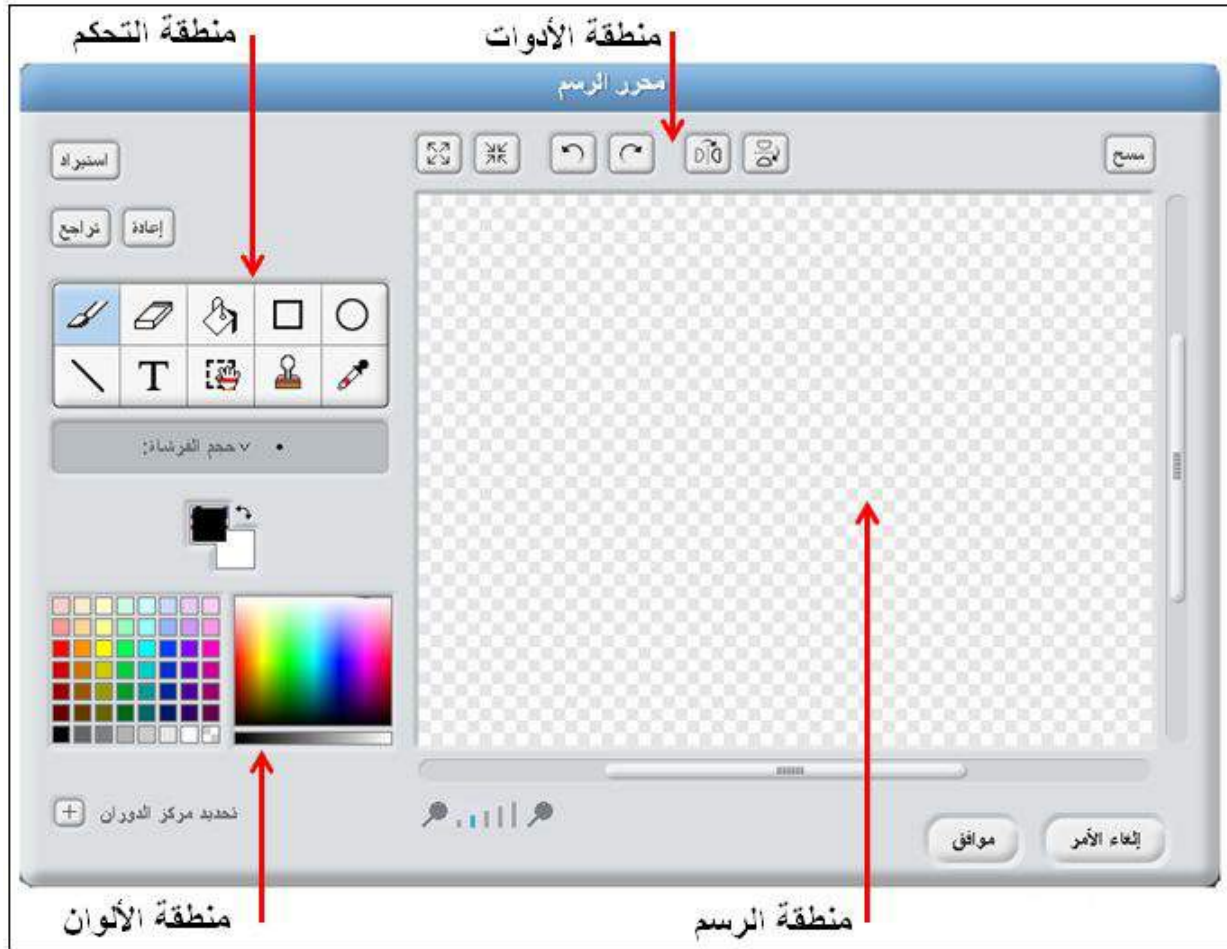 منطقة الأدوات
منطقة التحكم
محرر الرسم
مسح
استيراد
إعادة
تراجع
T
حجم الفرشاة:
تحديد مركز الدوران
إلغاء الأمر
موافق
منطقة الرسم
منطقة الألوان